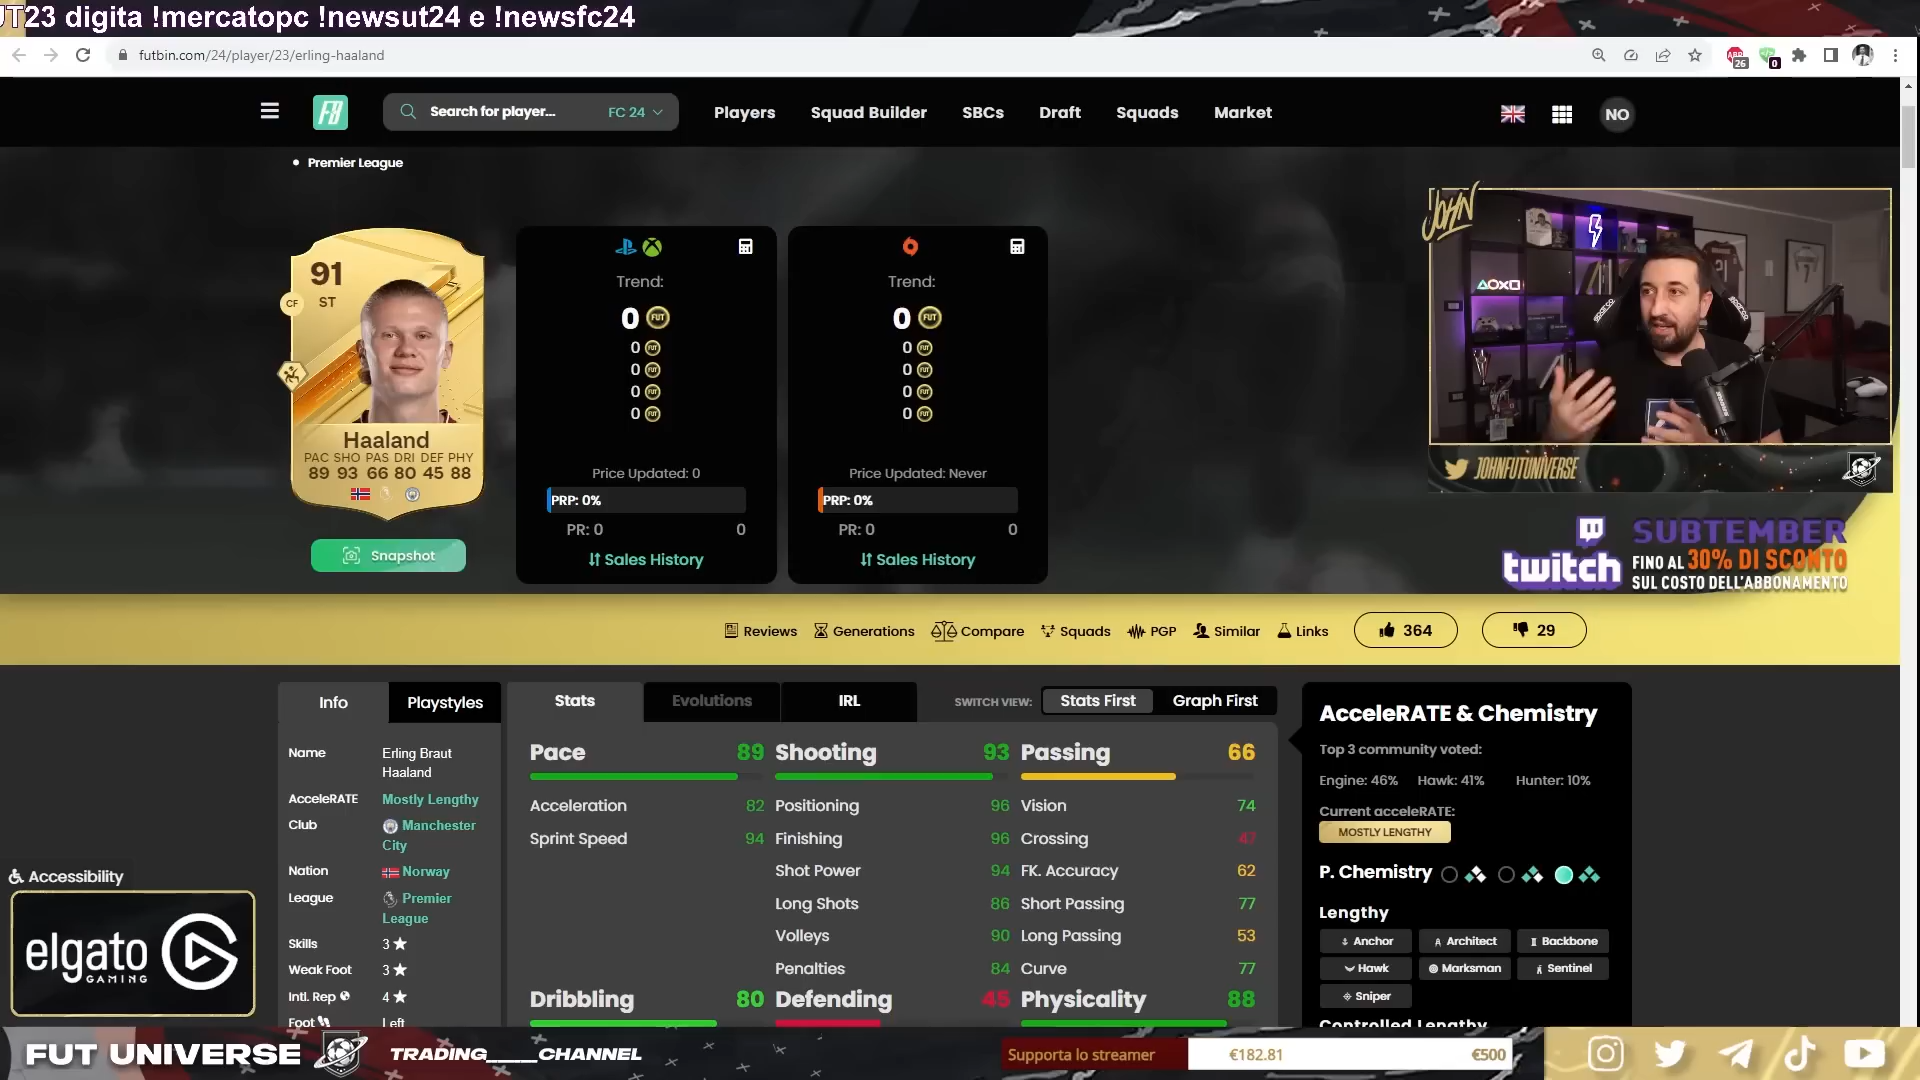 UT23 digita !mercatopc !newsut24 e !newsfc24
futbin.com/24/player/23/erling-haaland
26
0
FB
Search for player...
FC 24
Players
Squad Builder
SBCs
Draft
Squads
Market
NO
Premier League
91
ST
CF
Haaland
PAC SHO PAS DRI DEF PHY
89 93 66 80 45 88
Snapshot
Trend:
0
0
0
0
0
Price Updated: 0
PRP: 0%
PR: 0
0
Sales History
Trend:
0
0
0
0
0
Price Updated: Never
PRP: 0%
PR: 0
0
Sales History
JOHN
JOHNFUTUNIVERSE
twitch
SUBTEMBER
FINO AL 30% DI SCONTO
SUL COSTO DELL'ABBONAMENTO
Reviews
Generations
Compare
Squads
PGP
Similar
Links
364
29
Info
Playstyles
Name
Erling Braut
Haaland
AcceleRATE
Mostly Lengthy
Club
Manchester
City
Nation
Norway
League
Premier
League
Skills
3
Weak Foot
3
Intl. Rep
4
Foot
Left
Stats
Evolutions
IRL
SWITCH VIEW:
Stats First
Graph First
Pace 89
Acceleration 82
Sprint Speed 94
Shooting 93
Positioning 96
Finishing 96
Shot Power 94
Long Shots 86
Volleys 90
Penalties 84
Passing 66
Vision 74
Crossing 47
FK. Accuracy 62
Short Passing 77
Long Passing 53
Curve 77
Dribbling 80
Defending 45
Physicality 88
AcceleRATE & Chemistry
Top 3 community voted:
Engine: 46%
Hawk: 41%
Hunter: 10%
Current acceleRATE:
MOSTLY LENGTHY
P. Chemistry
Lengthy
Anchor
Architect
Backbone
Hawk
Marksman
Sentinel
Sniper
Controlled Lengthy
Accessibility
elgato
GAMING
FUT UNIVERSE
TRADING____CHANNEL
Supporta lo streamer
€182.81
€500